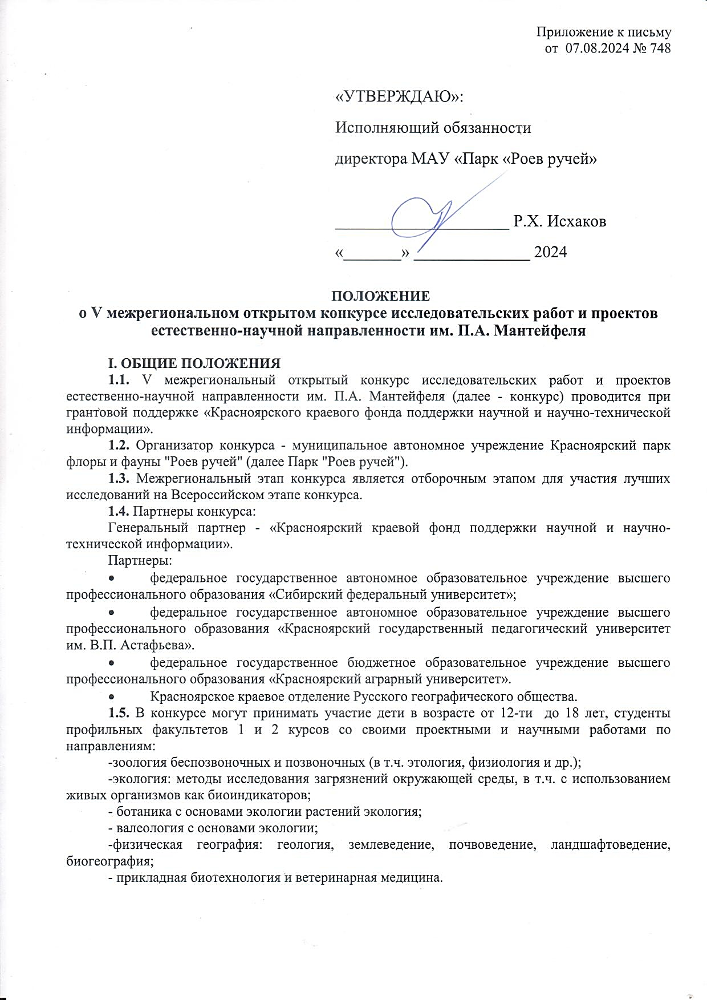 Приложение к письму
от 07.08.2024 № 748
«УТВЕРЖДАЮ»:
Исполняющий обязанности
директора МАУ «Парк «Роев ручей»
_____________________ Р.Х. Исхаков
«_______» ______________ 2024
ПОЛОЖЕНИЕ
о V межрегиональном открытом конкурсе исследовательских работ и проектов
естественно-научной направленности им. П.А. Мантейфеля
I. ОБЩИЕ ПОЛОЖЕНИЯ
1.1. V межрегиональный открытый конкурс исследовательских работ и проектов
естественно-научной направленности им. П.А. Мантейфеля (далее - конкурс) проводится при
грантовой поддержке «Красноярского краевого фонда поддержки научной и научно-технической
информации».
1.2. Организатор конкурса - муниципальное автономное учреждение Красноярский парк
флоры и фауны "Роев ручей" (далее Парк "Роев ручей").
1.3. Межрегиональный этап конкурса является отборочным этапом для участия лучших
исследований на Всероссийском этапе конкурса.
1.4. Партнеры конкурса:
Генеральный партнер - «Красноярский краевой фонд поддержки научной и научно-
технической информации».
Партнеры:
• федеральное государственное автономное образовательное учреждение высшего
профессионального образования «Сибирский федеральный университет»;
• федеральное государственное автономное образовательное учреждение высшего
профессионального образования «Красноярский государственный педагогический университет
им. В.П. Астафьева».
• федеральное государственное бюджетное образовательное учреждение высшего
профессионального образования «Красноярский аграрный университет».
• Красноярское краевое отделение Русского географического общества.
1.5. В конкурсе могут принимать участие дети в возрасте от 12-ти до 18 лет, студенты
профильных факультетов 1 и 2 курсов со своими проектными и научными работами по
направлениям:
-зоология беспозвоночных и позвоночных (в т.ч. этология, физиология и др.);
-экология: методы исследования загрязнений окружающей среды, в т.ч. с использованием
живых организмов как биоиндикаторов;
- ботаника с основами экологии растений экология;
- валеология с основами экологии;
-физическая география: геология, землеведение, почвоведение, ландшафтоведение,
биогеография;
- прикладная биотехнология и ветеринарная медицина.